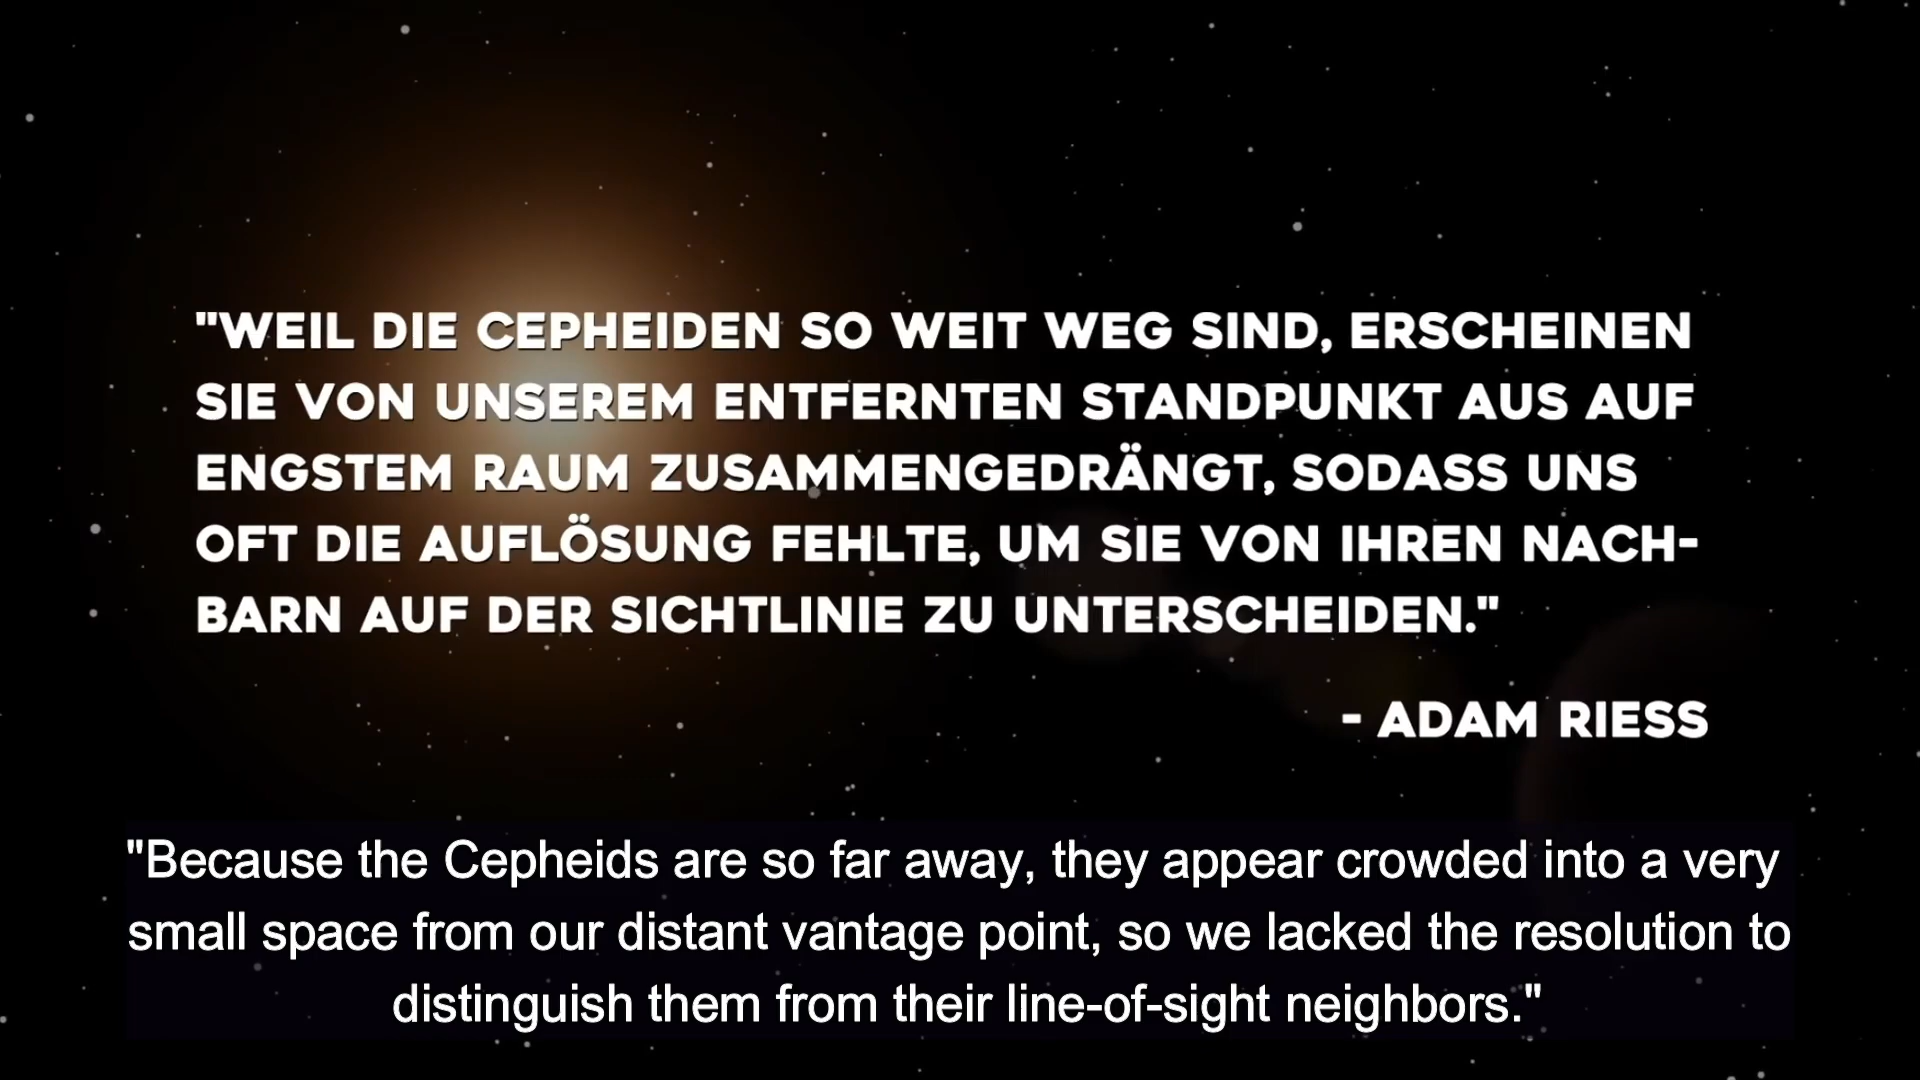 "WEIL DIE CEPHEIDEN SO WEIT WEG SIND, ERSCHEINEN
SIE VON UNSEREM ENTFERNTEN STANDPUNKT AUS AUF
ENGSTEM RAUM ZUSAMMENGEDRÄNGT, SODASS UNS
OFT DIE AUFLÖSUNG FEHLTE, UM SIE VON IHREN NACH-
BARN AUF DER SICHTLINIE ZU UNTERSCHEIDEN."
- ADAM RIESS
"Because the Cepheids are so far away, they appear crowded into a very
small space from our distant vantage point, so we lacked the resolution to
distinguish them from their line-of-sight neighbors."